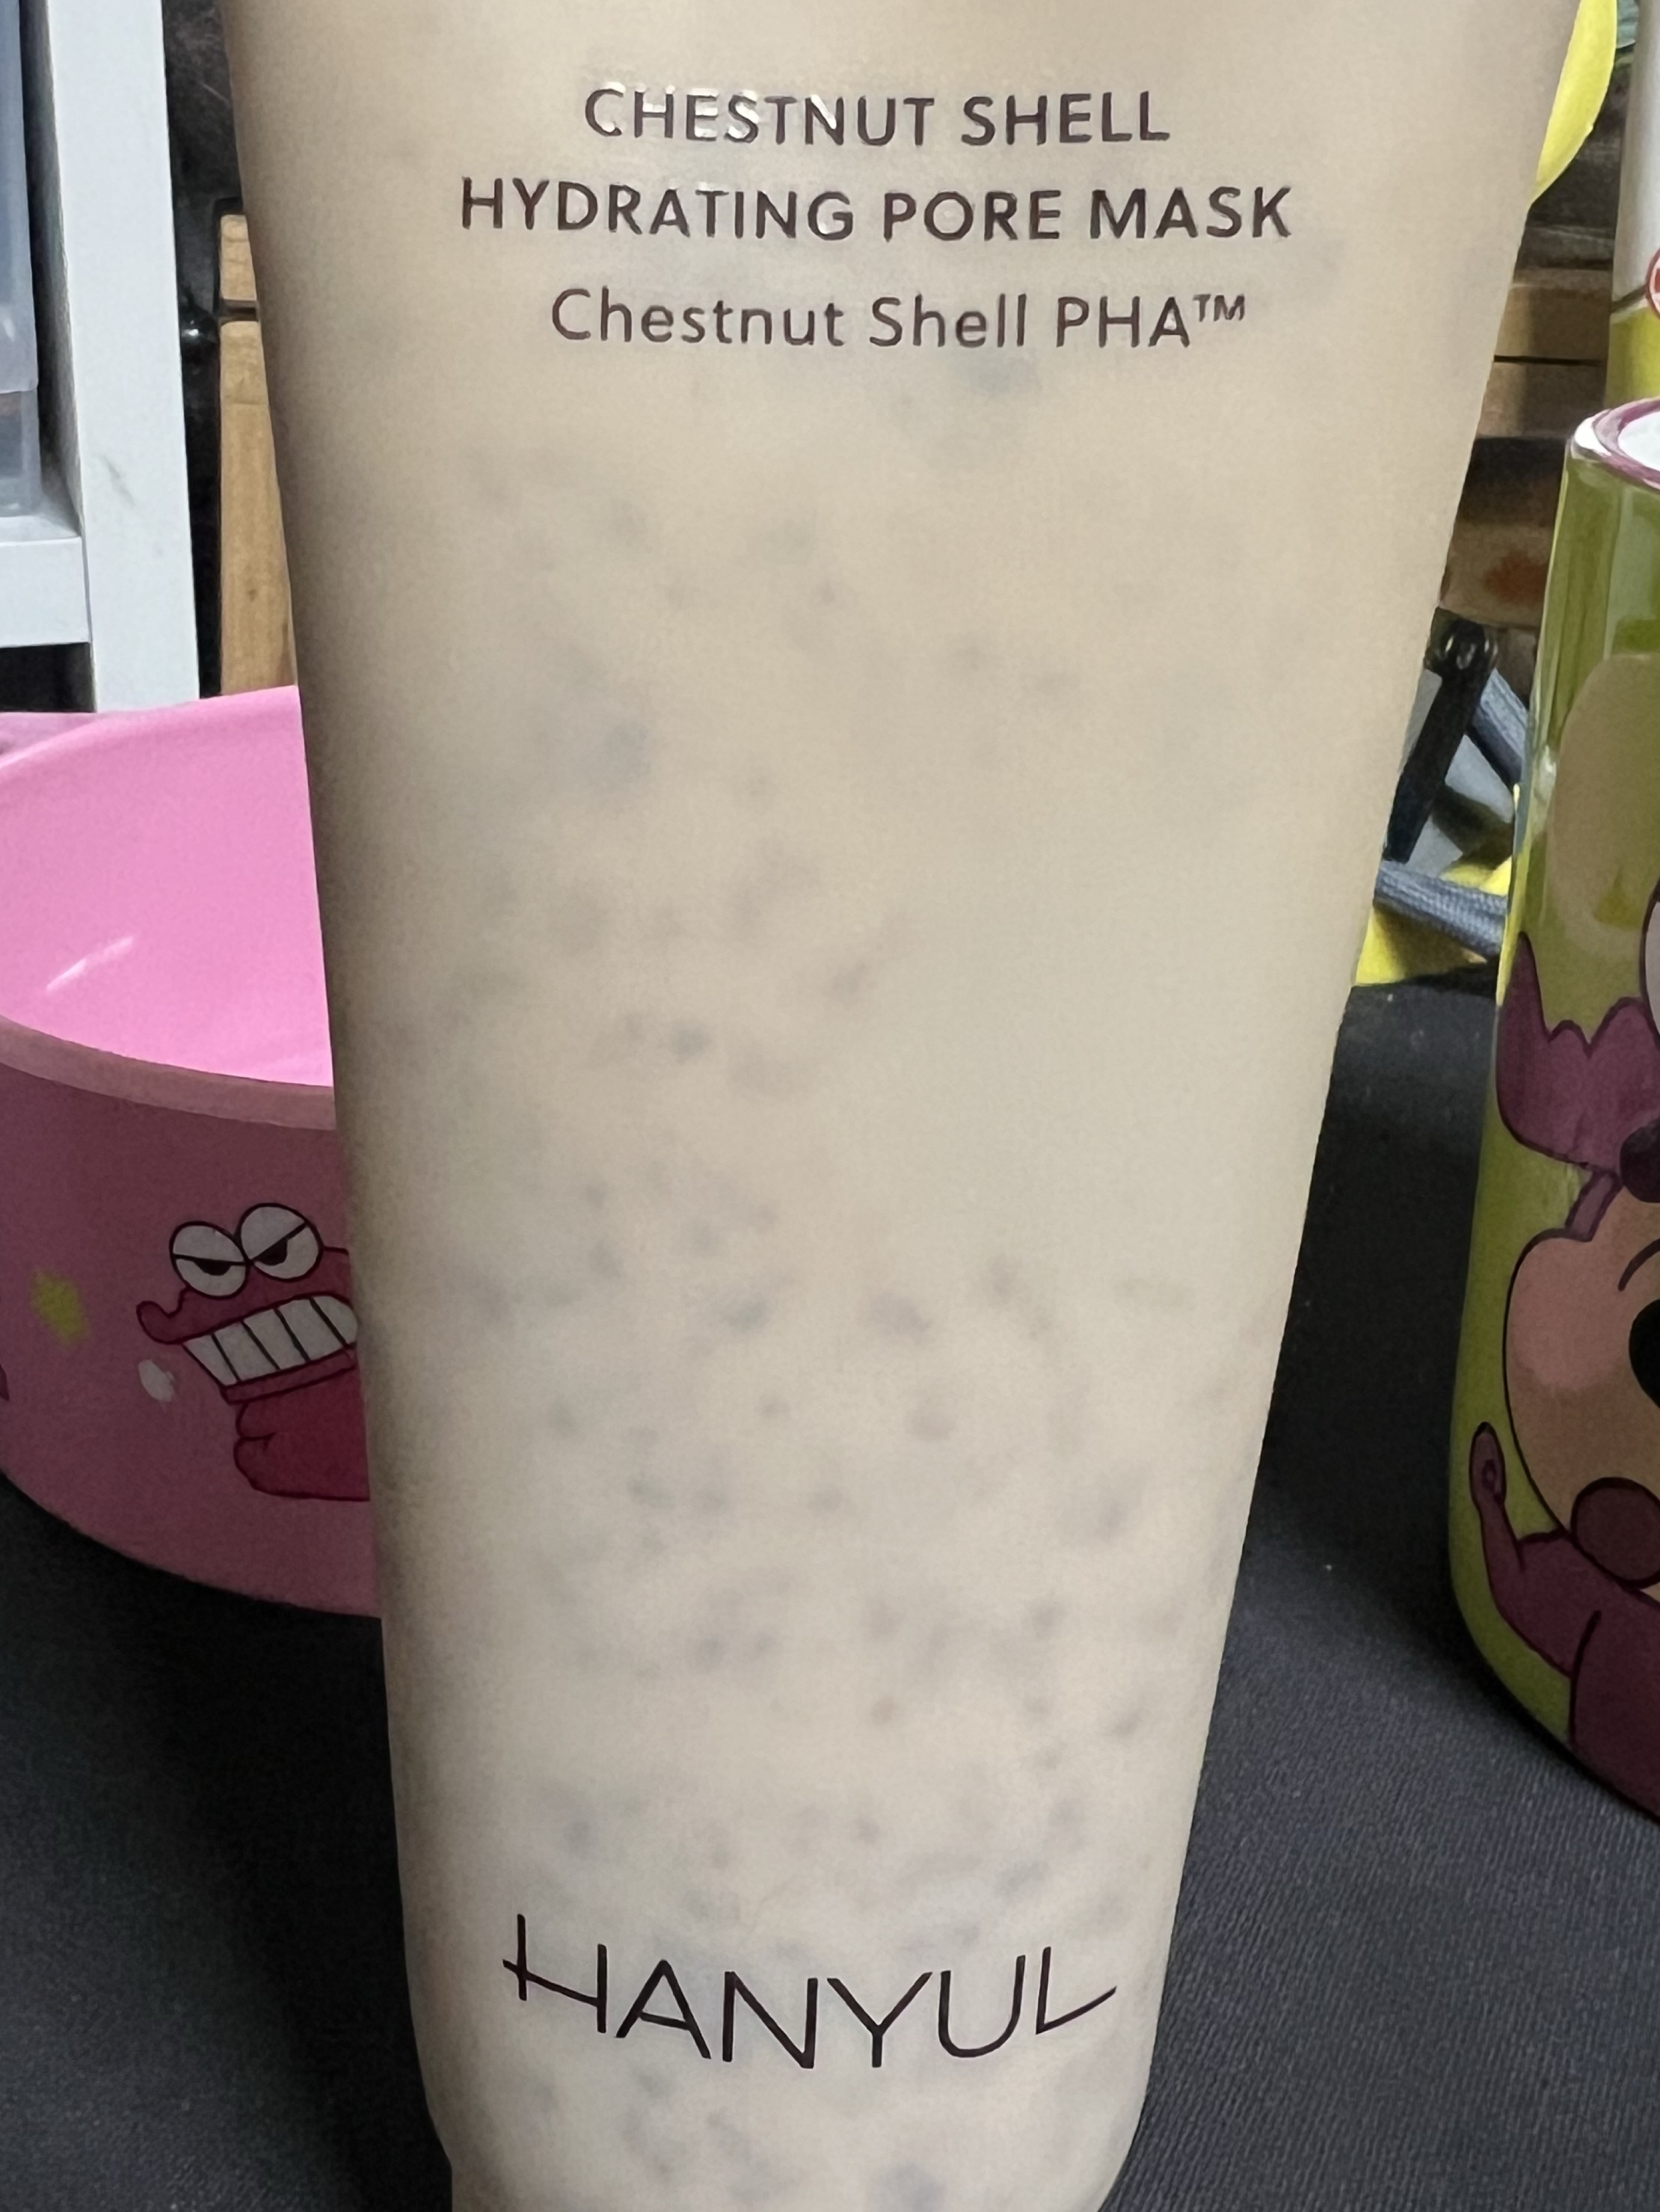 CHESTNUT SHELL
HYDRATING PORE MASK
Chestnut Shell PHA™
HANYUL